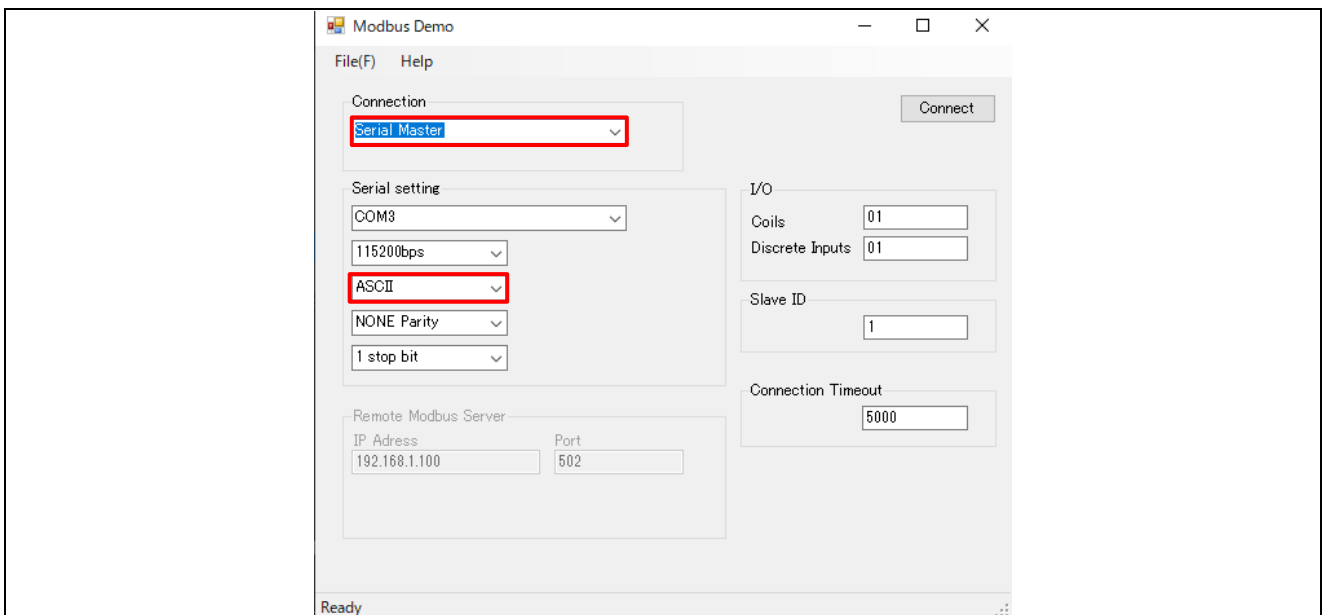 Modbus Demo
File(F) Help
Connection
Serial Master
Connect
Serial setting
COM3
115200bps
ASCII
NONE Parity
1 stop bit
I/O
Coils 01
Discrete Inputs 01
Slave ID
1
Connection Timeout
5000
Remote Modbus Server
IP Adress Port
192.168.1.100 502
Ready